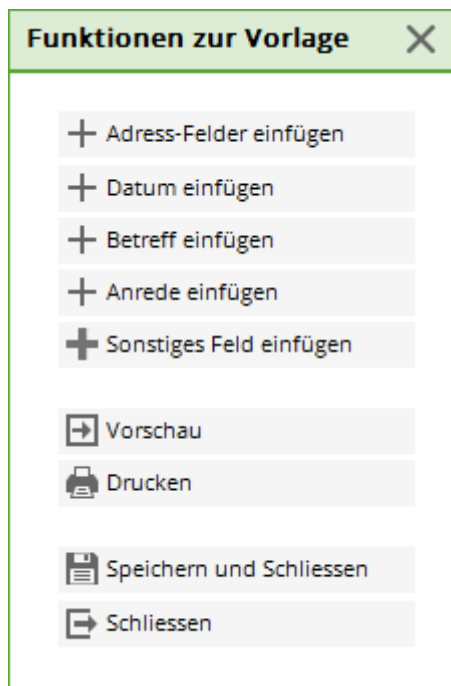 Funktionen zur Vorlage
Adress-Felder einfügen
Datum einfügen
Betreff einfügen
Anrede einfügen
Sonstiges Feld einfügen
Vorschau
Drucken
Speichern und Schliessen
Schliessen